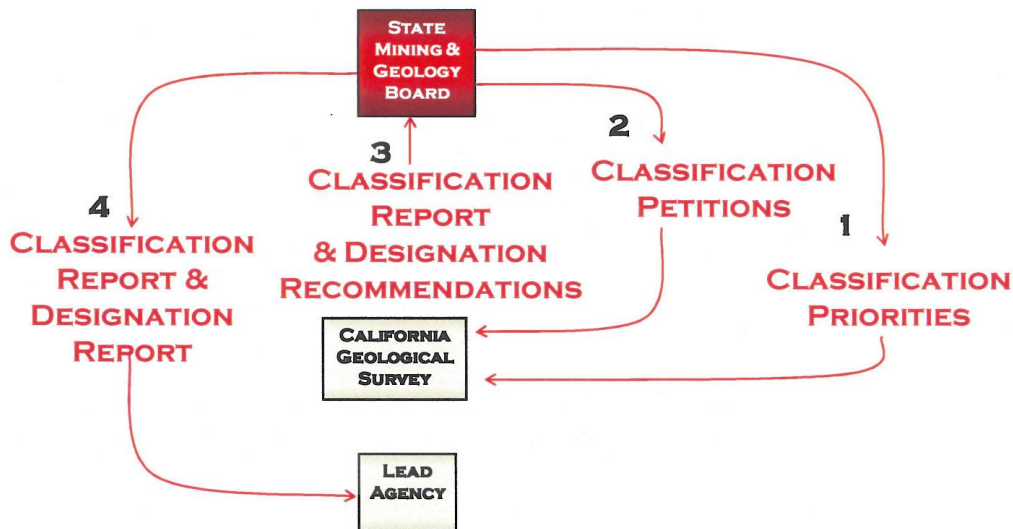 STATE
MINING &
GEOLOGY
BOARD
1
CLASSIFICATION
PRIORITIES
2
CLASSIFICATION
PETITIONS
3
CLASSIFICATION
REPORT
& DESIGNATION
RECOMMENDATIONS
4
CLASSIFICATION
REPORT &
DESIGNATION
REPORT
CALIFORNIA
GEOLOGICAL
SURVEY
LEAD
AGENCY